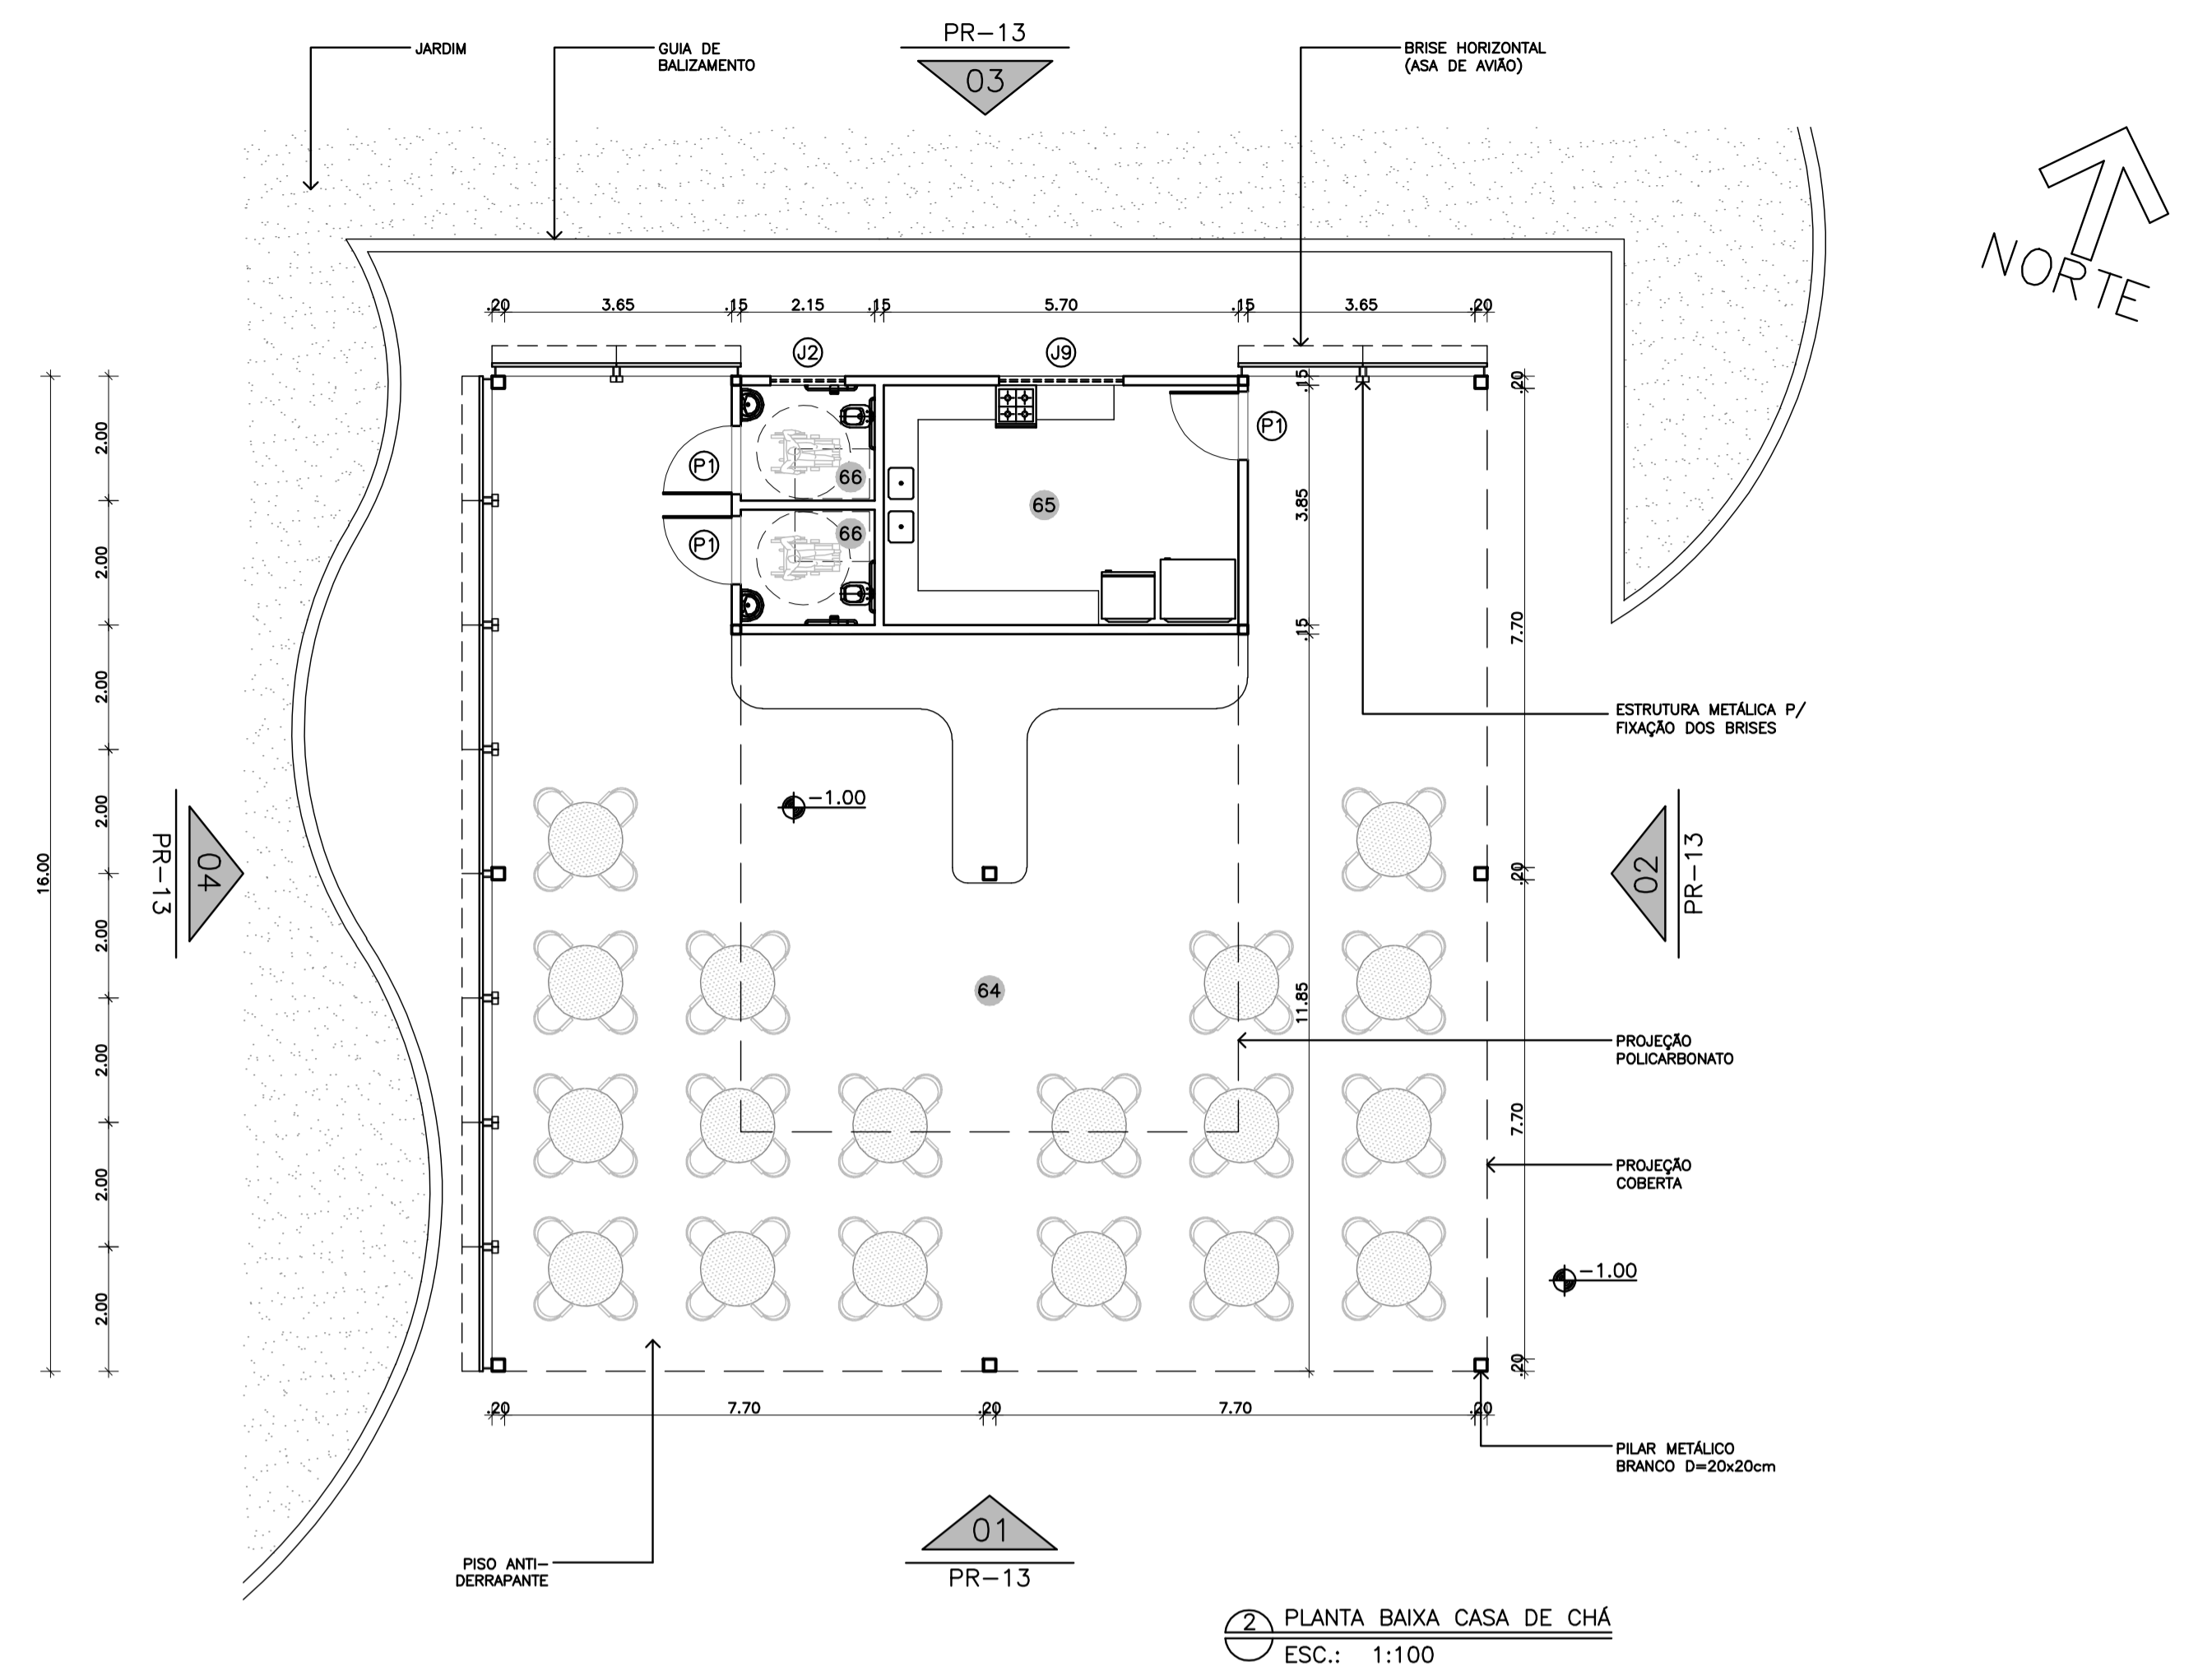 PR-13
03
JARDIM
GUIA DE
BALIZAMENTO
BRISE HORIZONTAL
(ASA DE AVIÃO)
NORTE
.20
3.65
.15
2.15
.15
5.70
.15
3.65
.20
J2
J9
P1
P1
P1
66
66
65
.15
3.85
.15
11.85
.20
7.70
.20
7.70
.20
2.00
2.00
2.00
2.00
2.00
2.00
2.00
2.00
16.00
ESTRUTURA METÁLICA P/
FIXAÇÃO DOS BRISES
-1.00
04
PR-13
02
PR-13
64
PROJEÇÃO
POLICARBONATO
PROJEÇÃO
COBERTA
-1.00
.20
7.70
.20
7.70
.20
PILAR METÁLICO
BRANCO D=20x20cm
PISO ANTI-
DERRAPANTE
01
PR-13
2
PLANTA BAIXA CASA DE CHÁ
ESC.: 1:100